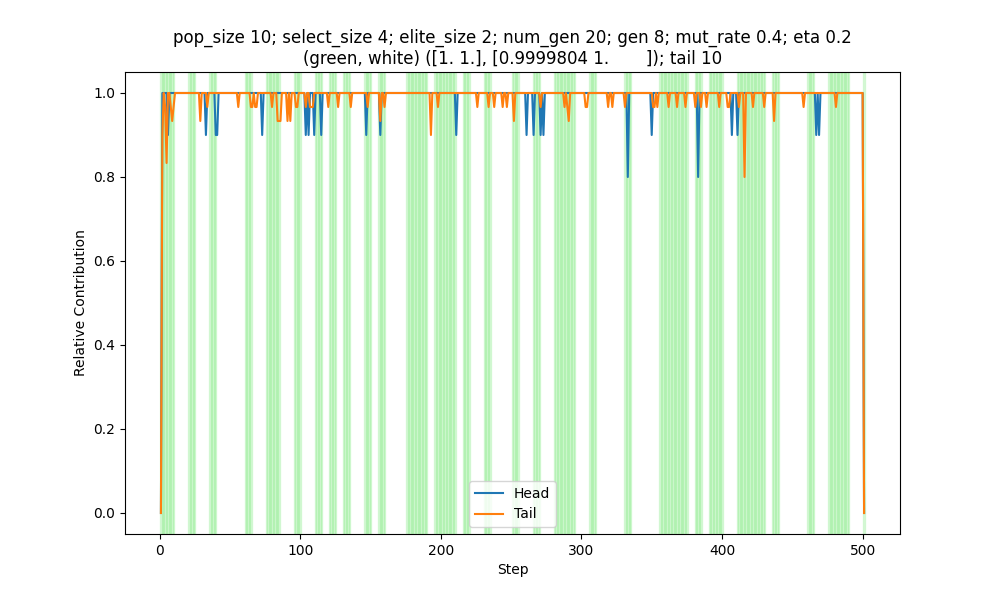 pop_size 10; select_size 4; elite_size 2; num_gen 20; gen 8; mut_rate 0.4; eta 0.2
(green, white) ([1. 1.], [0.9999804 1.        ]); tail 10
1.0
0.8
0.6
0.4
0.2
0.0
Relative Contribution
Head
Tail
0 100 200 300 400 500
Step